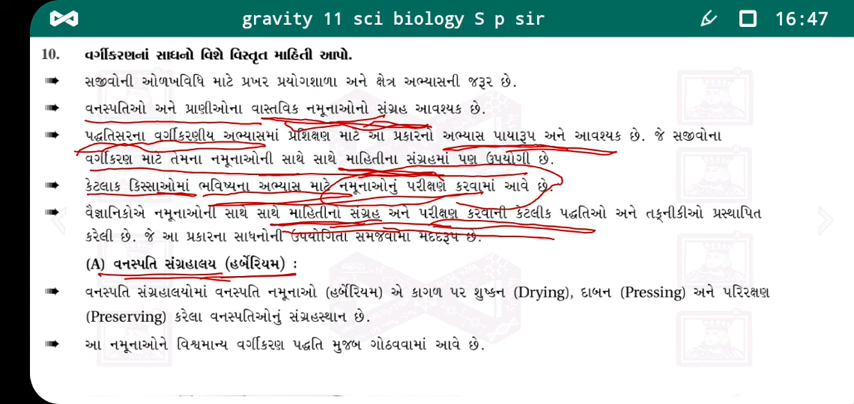 gravity 11 sci biology S p sir
16:47
10. વર્ગીકરણનાં સાધનો વિશે વિસ્તૃત માહિતી આપો.
સજીવોની ઓળખવિધિ માટે પ્રખર પ્રયોગશાળા અને ક્ષેત્ર અભ્યાસની જરૂર છે.
વનસ્પતિઓ અને પ્રાણીઓના વાસ્તવિક નમૂનાઓનો સંગ્રહ આવશ્યક છે.
પદ્ધતિસરના વર્ગીકરણીય અભ્યાસમાં પ્રશિક્ષણ માટે આ પ્રકારનો અભ્યાસ પાયારૂપ અને આવશ્યક છે. જે સજીવોના
વર્ગીકરણ માટે તેમના નમૂનાઓની સાથે સાથે માહિતીના સંગ્રહમાં પણ ઉપયોગી છે.
કેટલાક કિસ્સાઓમાં ભવિષ્યના અભ્યાસ માટે નમૂનાઓનું પરીક્ષણ કરવામાં આવે છે.
વૈજ્ઞાનિકોએ નમૂનાઓની સાથે સાથે માહિતીનો સંગ્રહ અને પરીક્ષણ કરવાની કેટલીક પદ્ધતિઓ અને તક્નીકીઓ પ્રસ્થાપિત
કરેલી છે. જે આ પ્રકારના સાધનોની ઉપયોગિતા સમજવામાં મદદરૂપ છે.
(A) વનસ્પતિ સંગ્રહાલય (હર્બેરિયમ) :
વનસ્પતિ સંગ્રહાલયોમાં વનસ્પતિ નમૂનાઓ (હર્બેરિયમ) એ કાગળ પર શુષ્કન (Drying), દાબન (Pressing) અને પરિરક્ષણ
(Preserving) કરેલા વનસ્પતિઓનું સંગ્રહસ્થાન છે.
આ નમૂનાઓને વિશ્વમાન્ય વર્ગીકરણ પદ્ધતિ મુજબ ગોઠવવામાં આવે છે.